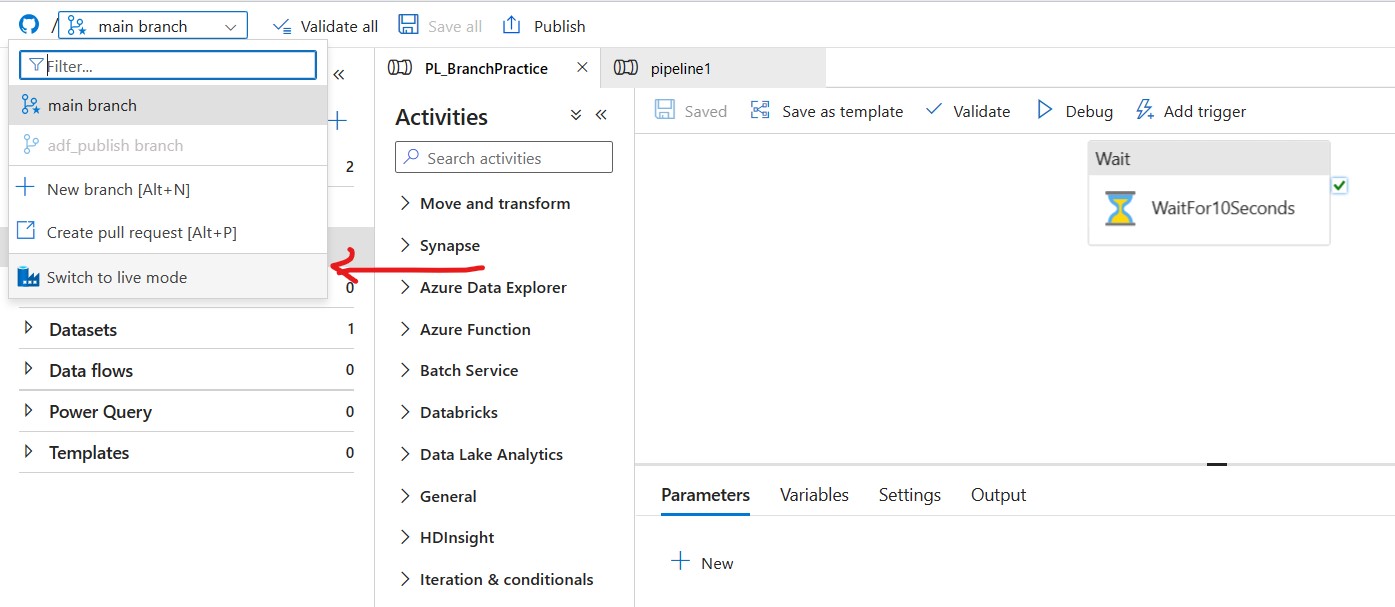 / main branch
Validate all
Save all
Publish
Filter...
main branch
adf_publish branch
New branch [Alt+N]
Create pull request [Alt+P]
Switch to live mode
2
0
Datasets 1
Data flows 0
Power Query 0
Templates 0
PL_BranchPractice
pipeline1
Activities
Search activities
Move and transform
Synapse
Azure Data Explorer
Azure Function
Batch Service
Databricks
Data Lake Analytics
General
HDInsight
Iteration & conditionals
Saved
Save as template
Validate
Debug
Add trigger
Wait
WaitFor10Seconds
Parameters
Variables
Settings
Output
New